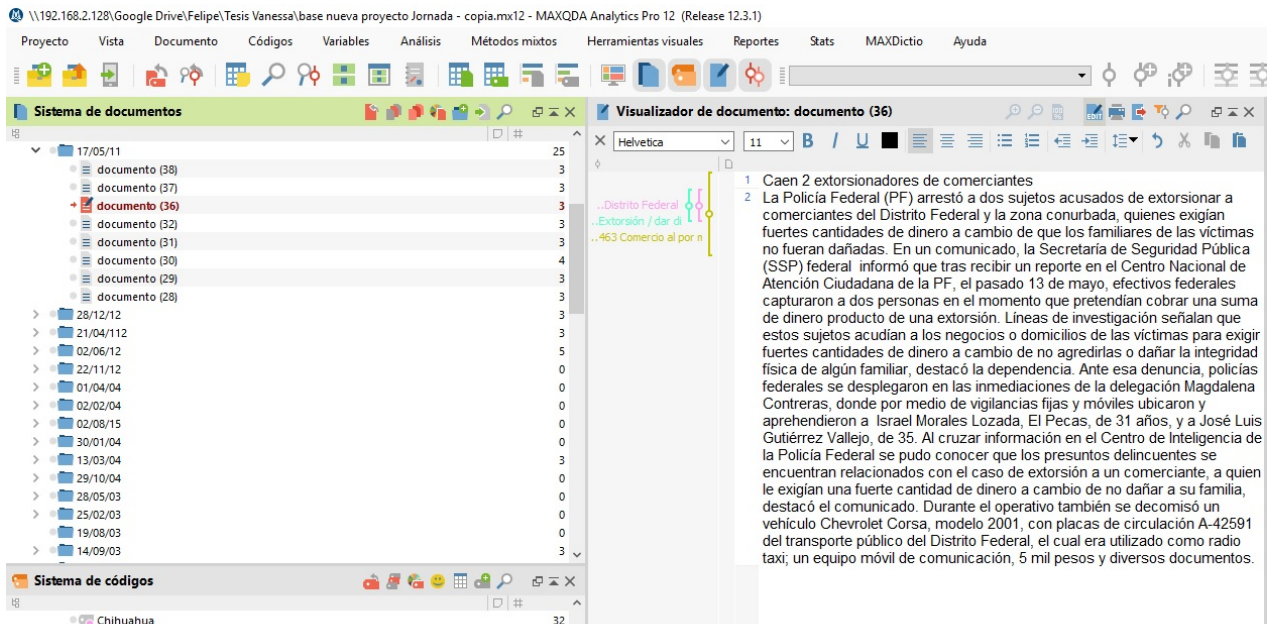 \\192.168.2.128\Google Drive\Felipe\Tesis Vanessa\base nueva proyecto Jornada - copia.mx12 - MAXQDA Analytics Pro 12 (Release 12.3.1)
Proyecto Vista Documento Códigos Variables Análisis Métodos mixtos Herramientas visuales Reportes Stats MAXDictio Ayuda
Sistema de documentos
#
17/05/11 25
documento (38) 3
documento (37) 3
documento (36) 3
documento (32) 3
documento (31) 3
documento (30) 4
documento (29) 3
documento (28) 3
28/12/12 3
21/04/112 3
02/06/12 5
22/11/12 0
01/04/04 0
02/02/04 0
02/08/15 0
30/01/04 0
13/03/04 3
29/10/04 0
28/05/03 0
25/02/03 0
19/08/03 0
14/09/03 3
Sistema de códigos
#
Chihuahua 32
Visualizador de documento: documento (36)
EDIT
Helvetica 11 B I U
..Distrito Federal
..Extorsión / dar di
..463 Comercio al por n
1 Caen 2 extorsionadores de comerciantes
2 La Policía Federal (PF) arrestó a dos sujetos acusados de extorsionar a
comerciantes del Distrito Federal y la zona conurbada, quienes exigían
fuertes cantidades de dinero a cambio de que los familiares de las víctimas
no fueran dañadas. En un comunicado, la Secretaría de Seguridad Pública
(SSP) federal informó que tras recibir un reporte en el Centro Nacional de
Atención Ciudadana de la PF, el pasado 13 de mayo, efectivos federales
capturaron a dos personas en el momento que pretendían cobrar una suma
de dinero producto de una extorsión. Líneas de investigación señalan que
estos sujetos acudían a los negocios o domicilios de las víctimas para exigir
fuertes cantidades de dinero a cambio de no agredirlas o dañar la integridad
física de algún familiar, destacó la dependencia. Ante esa denuncia, policías
federales se desplegaron en las inmediaciones de la delegación Magdalena
Contreras, donde por medio de vigilancias fijas y móviles ubicaron y
aprehendieron a Israel Morales Lozada, El Pecas, de 31 años, y a José Luis
Gutiérrez Vallejo, de 35. Al cruzar información en el Centro de Inteligencia de
la Policía Federal se pudo conocer que los presuntos delincuentes se
encuentran relacionados con el caso de extorsión a un comerciante, a quien
le exigían una fuerte cantidad de dinero a cambio de no dañar a su familia,
destacó el comunicado. Durante el operativo también se decomisó un
vehículo Chevrolet Corsa, modelo 2001, con placas de circulación A-42591
del transporte público del Distrito Federal, el cual era utilizado como radio
taxi; un equipo móvil de comunicación, 5 mil pesos y diversos documentos.